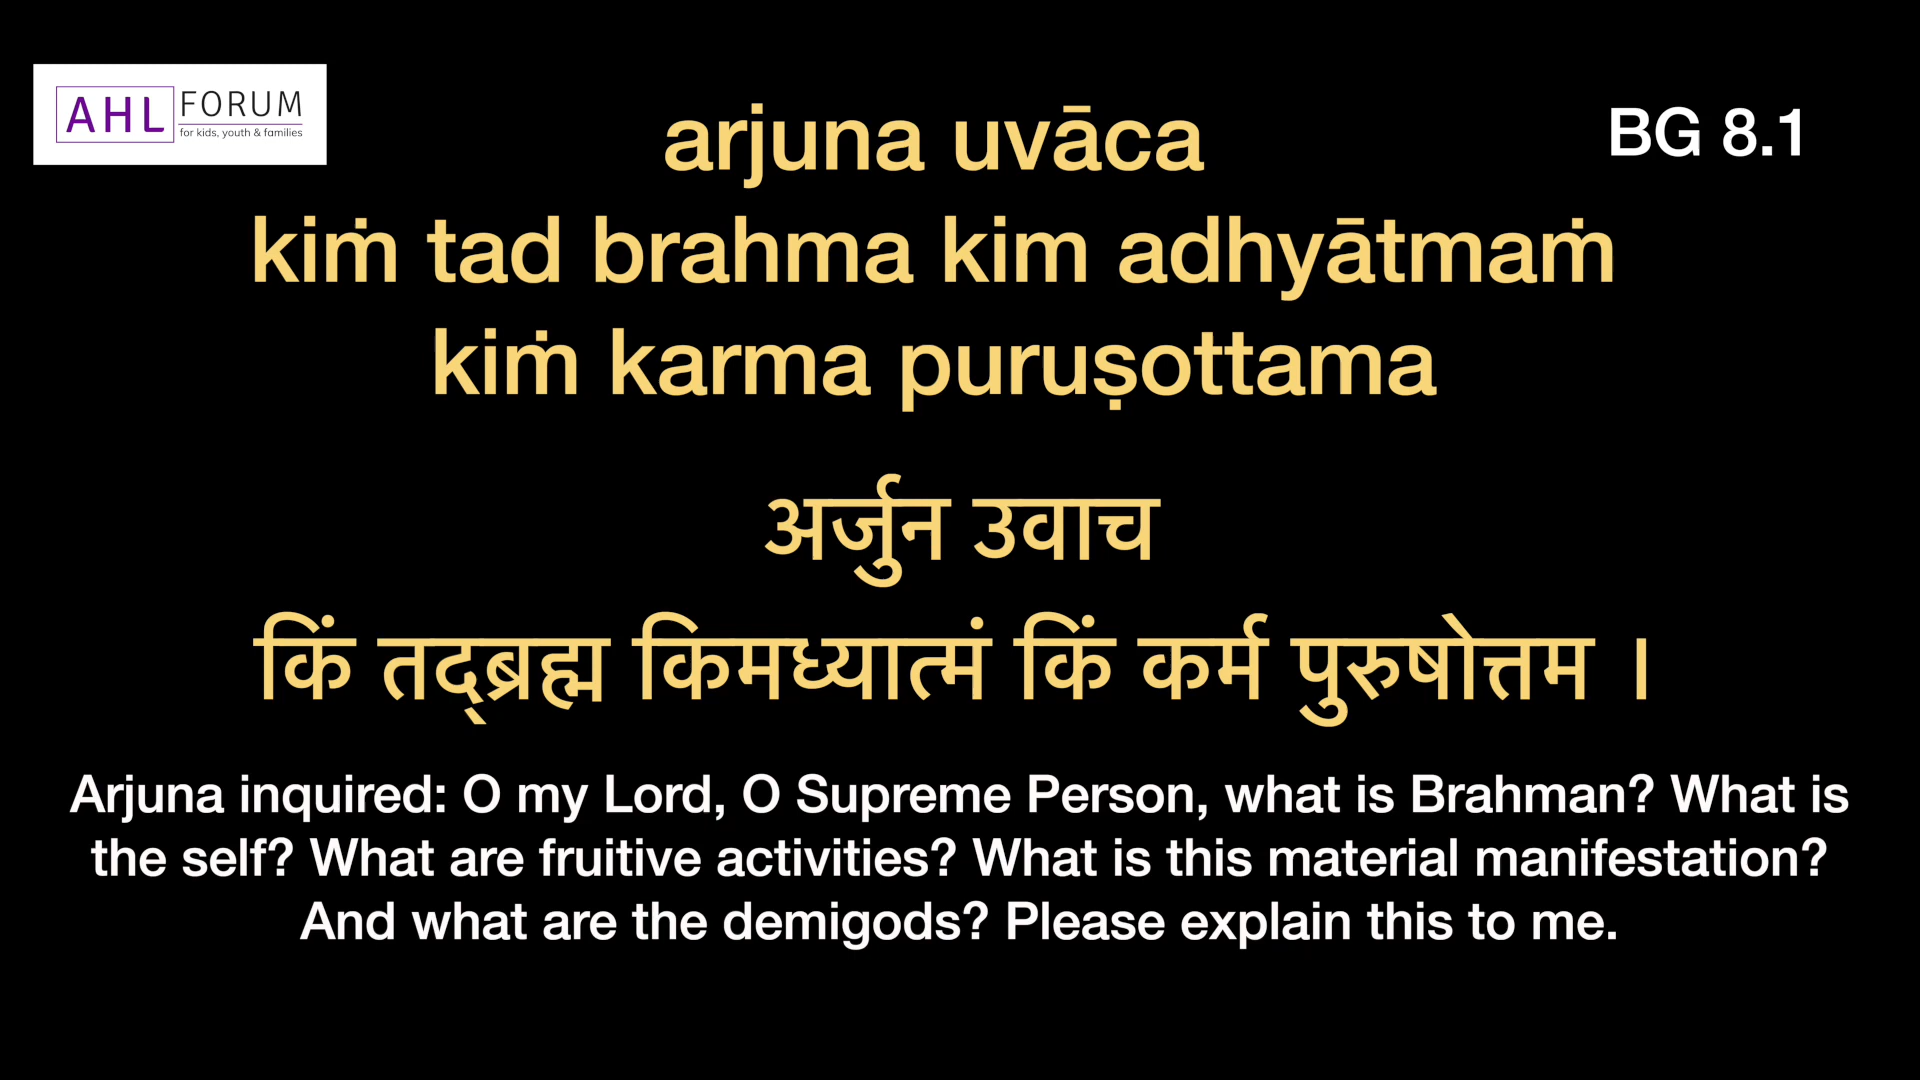 AHL FORUM
for kids, youth & families
BG 8.1
arjuna uvāca
kiṁ tad brahma kim adhyātmaṁ
kiṁ karma puruṣottama
अर्जुन उवाच
किं तद्ब्रह्म किमध्यात्मं किं कर्म पुरुषोत्तम ।
Arjuna inquired: O my Lord, O Supreme Person, what is Brahman? What is
the self? What are fruitive activities? What is this material manifestation?
And what are the demigods? Please explain this to me.